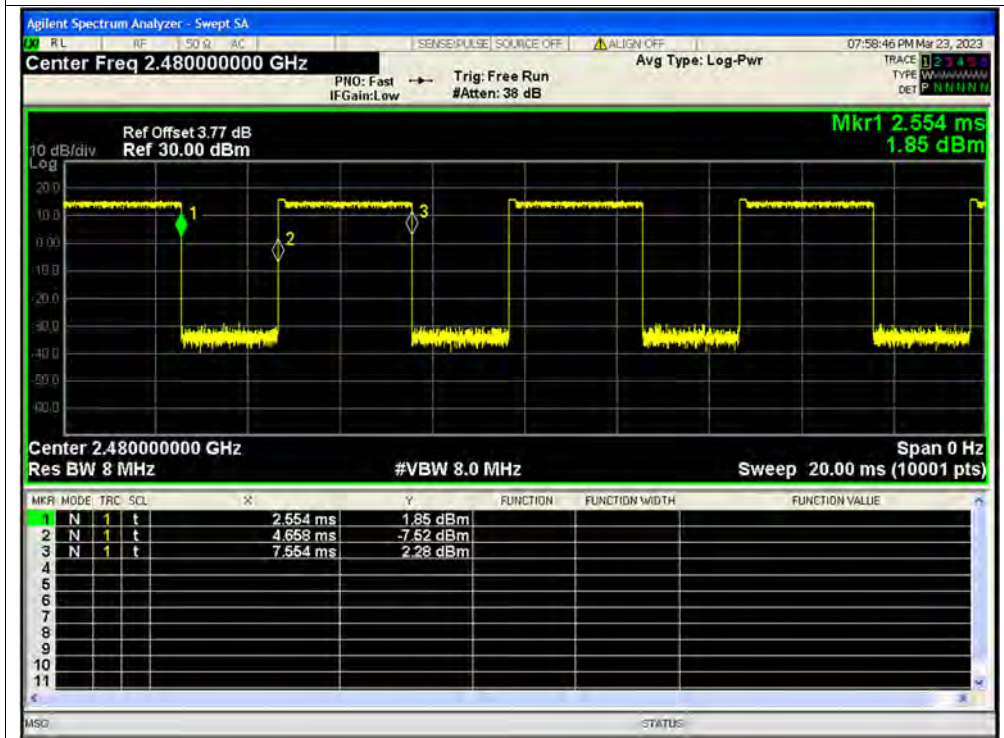 Agilent Spectrum Analyzer - Swept SA
RL RF 50 Ω AC SENSE:PULSE SOURCE OFF ALIGN OFF 07:58:46 PM Mar 23, 2023
Center Freq 2.480000000 GHz Avg Type: Log-Pwr TRACE 1 2 3 4 5 6
PNO: Fast Trig: Free Run TYPE W
IFGain:Low #Atten: 38 dB DET P N N N N N
Mkr1 2.554 ms
1.85 dBm
Ref Offset 3.77 dB
10 dB/div Ref 30.00 dBm
Log
20.0
10.0
0.00
-10.0
-20.0
-30.0
-40.0
-50.0
-60.0
1
2
3
Center 2.480000000 GHz Span 0 Hz
Res BW 8 MHz #VBW 8.0 MHz Sweep 20.00 ms (10001 pts)
MKR MODE TRC SCL X Y FUNCTION FUNCTION WIDTH FUNCTION VALUE
1 N 1 t 2.554 ms 1.85 dBm
2 N 1 t 4.658 ms -7.52 dBm
3 N 1 t 7.554 ms 2.28 dBm
4
5
6
7
8
9
10
11
MSG STATUS